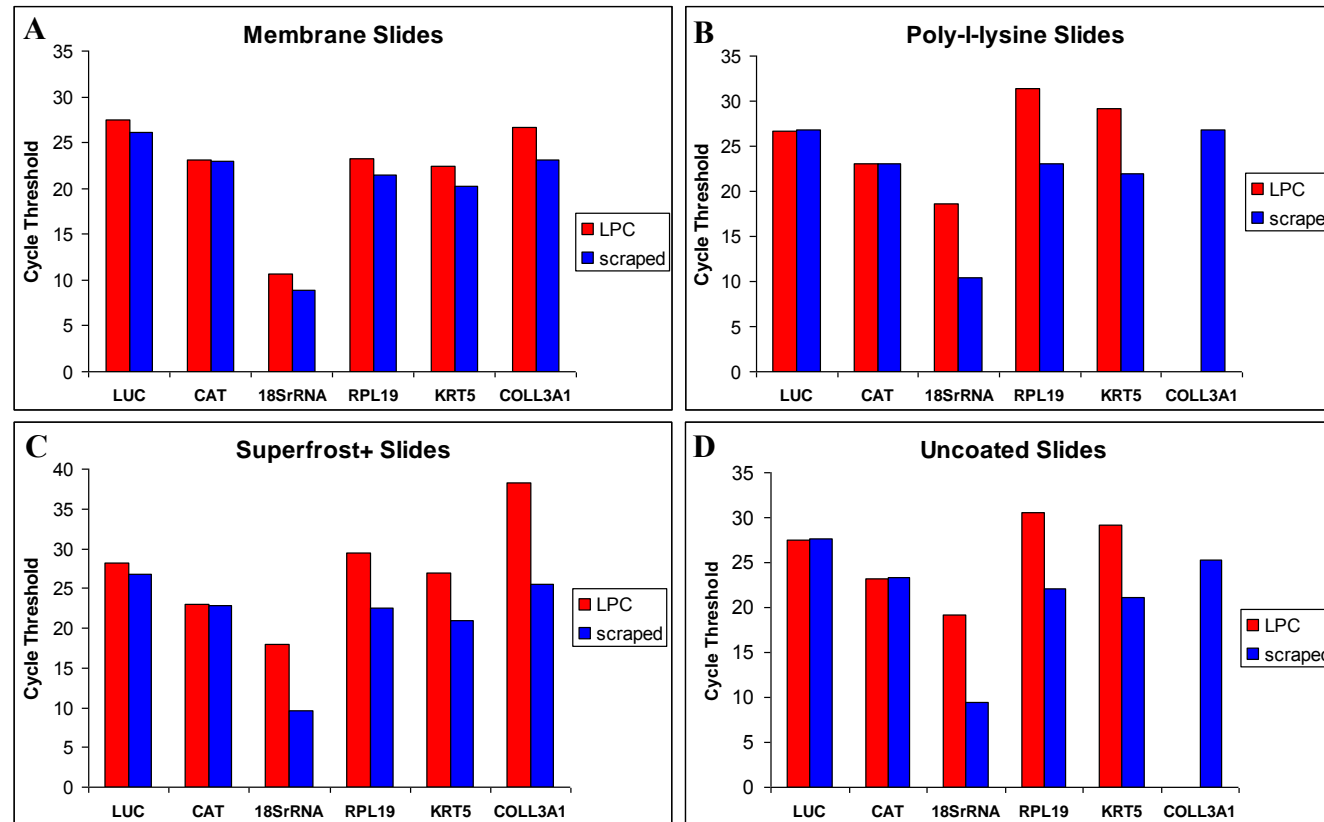 A
Membrane Slides
35
30
25
20
15
10
5
0
Cycle Threshold
LUC CAT 18SrRNA RPL19 KRT5 COLL3A1
LPC
scraped
B
Poly-l-lysine Slides
35
30
25
20
15
10
5
0
Cycle Threshold
LUC CAT 18SrRNA RPL19 KRT5 COLL3A1
LPC
scraped
C
Superfrost+ Slides
40
35
30
25
20
15
10
5
0
Cycle Threshold
LUC CAT 18SrRNA RPL19 KRT5 COLL3A1
LPC
scraped
D
Uncoated Slides
35
30
25
20
15
10
5
0
Cycle Threshold
LUC CAT 18SrRNA RPL19 KRT5 COLL3A1
LPC
scraped